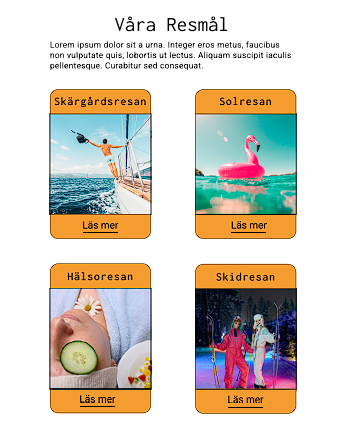 Våra Resmål
Lorem ipsum dolor sit a urna. Integer eros metus, faucibus
non vulputate quis, lobortis ut lectus. Aliquam suscipit iaculis
pellentesque. Curabitur sed consequat.
Skärgårdsresan
Solresan
Läs mer
Läs mer
Hälsoresan
Skidresan
Läs mer
Läs mer